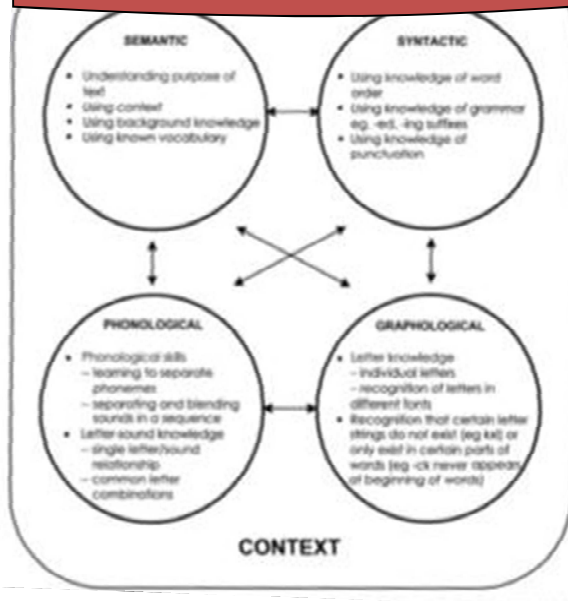 SEMANTIC
• Understanding purpose of
text
• Using context
• Using background knowledge
• Using known vocabulary
SYNTACTIC
• Using knowledge of word
order
• Using knowledge of grammar
eg. -ed, -ing suffixes
• Using knowledge of
punctuation
PHONOLOGICAL
• Phonological skills
– learning to separate
phonemes
– separating and blending
sounds in a sequence
• Letter-sound knowledge
– single letter/sound
relationship
– common letter
combinations
GRAPHOLOGICAL
• Letter knowledge
– individual letters
– recognition of letters in
different fonts
• Recognition that certain letter
strings do not exist (eg kxl) or
only exist in certain parts of
words (eg -ck never appears
at beginning of words)
CONTEXT